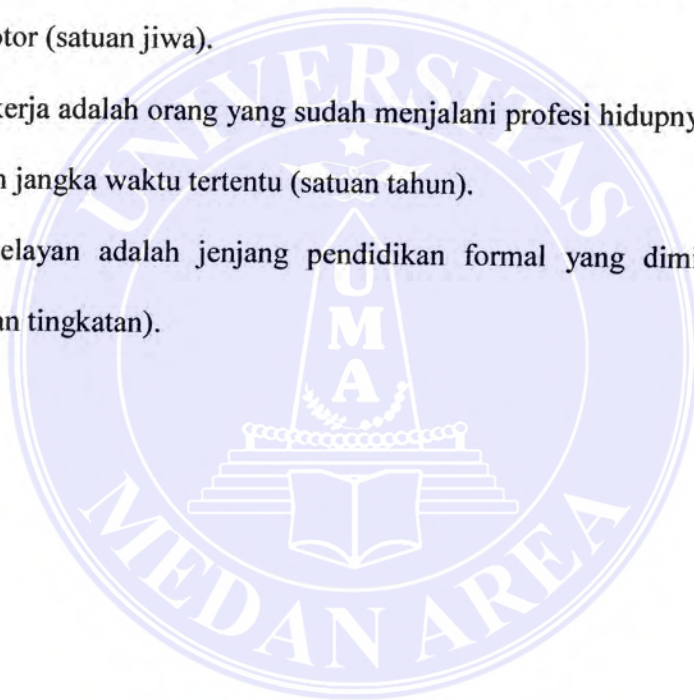 otor (satuan jiwa).
kerja adalah orang yang sudah menjalani profesi hidupny
n jangka waktu tertentu (satuan tahun).
elayan adalah jenjang pendidikan formal yang dimi
an tingkatan).
UNIVERSITAS
UMA
MEDAN AREA